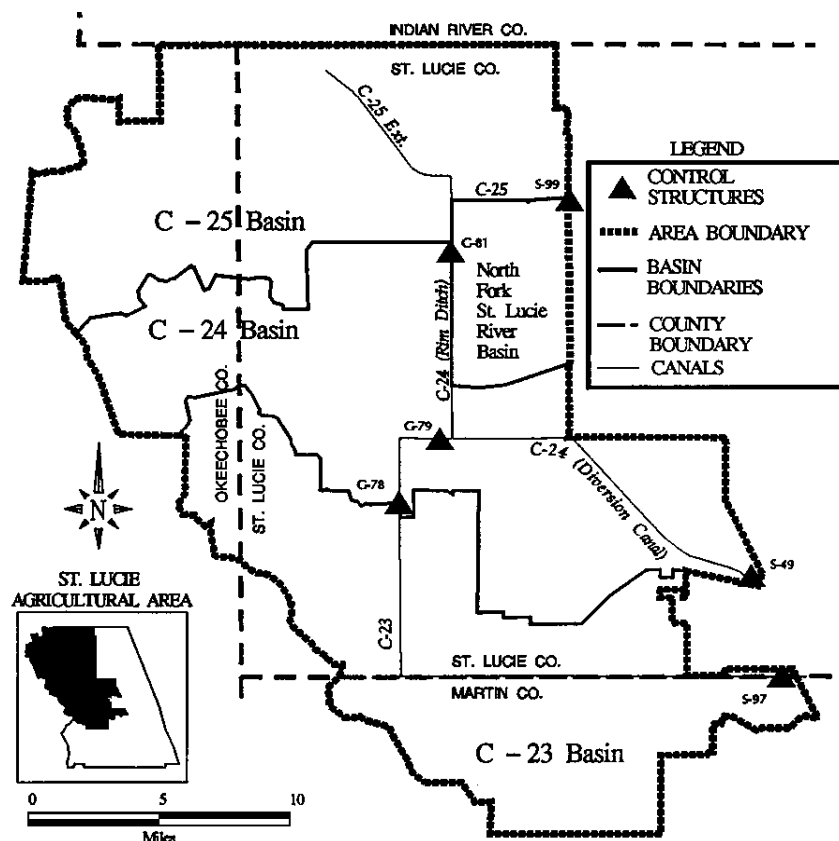 INDIAN RIVER CO.
ST. LUCIE CO.
C-25 Ext.
C-25
S-99
LEGEND
CONTROL
STRUCTURES
AREA BOUNDARY
BASIN
BOUNDARIES
COUNTY
BOUNDARY
CANALS
C - 25 Basin
G-81
North
Fork
St. Lucie
River
Basin
C-24 (Rim Ditch)
C - 24 Basin
OKEECHOBEE CO.
ST. LUCIE CO.
G-79
C-24
(Diversion Canal)
G-78
S-49
N
ST. LUCIE
AGRICULTURAL AREA
C-23
ST. LUCIE CO.
MARTIN CO.
S-97
C - 23 Basin
0 5 10
Miles